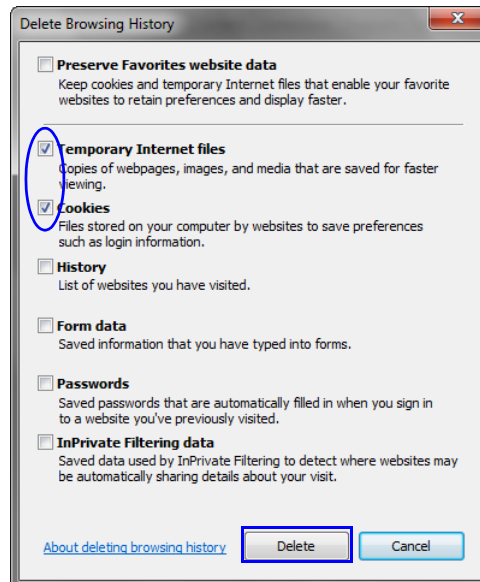 Delete Browsing History
Preserve Favorites website data
Keep cookies and temporary Internet files that enable your favorite
websites to retain preferences and display faster.
Temporary Internet files
Copies of webpages, images, and media that are saved for faster
viewing.
Cookies
Files stored on your computer by websites to save preferences
such as login information.
History
List of websites you have visited.
Form data
Saved information that you have typed into forms.
Passwords
Saved passwords that are automatically filled in when you sign in
to a website you've previously visited.
InPrivate Filtering data
Saved data used by InPrivate Filtering to detect where websites may
be automatically sharing details about your visit.
About deleting browsing history Delete Cancel